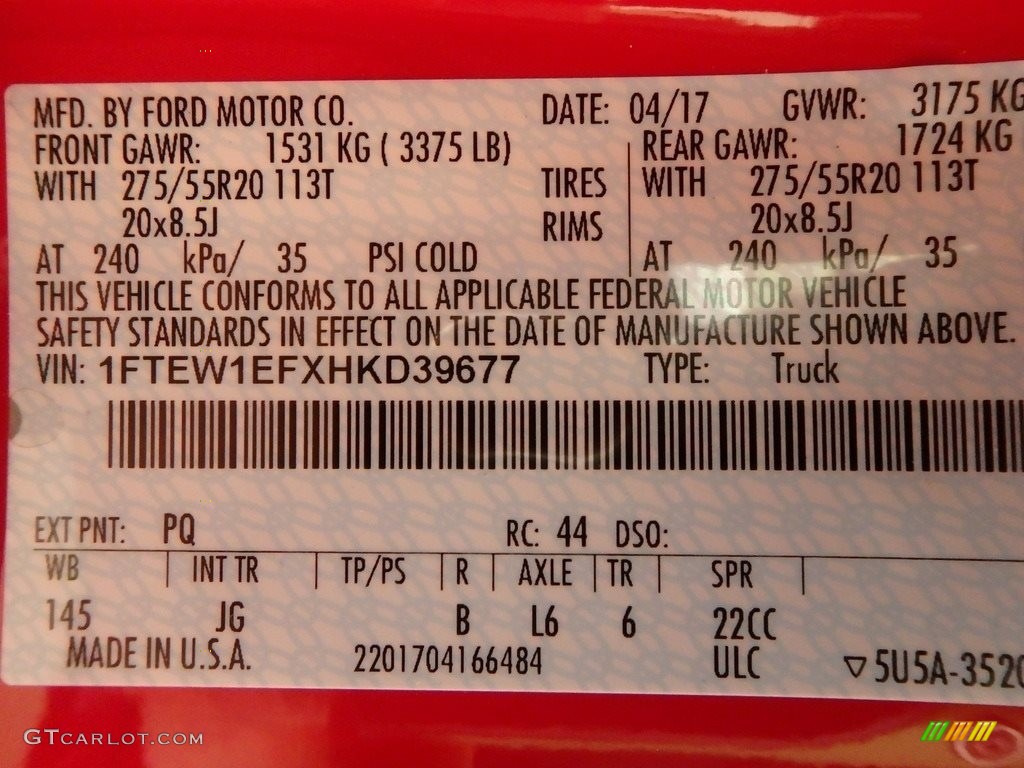 MFD. BY FORD MOTOR CO. DATE: 04/17 GVWR: 3175 KG
FRONT GAWR: 1531 KG ( 3375 LB) REAR GAWR: 1724 KG
WITH 275/55R20 113T TIRES WITH 275/55R20 113T
20x8.5J RIMS 20x8.5J
AT 240 kPa/ 35 PSI COLD AT 240 kPa/ 35
THIS VEHICLE CONFORMS TO ALL APPLICABLE FEDERAL MOTOR VEHICLE
SAFETY STANDARDS IN EFFECT ON THE DATE OF MANUFACTURE SHOWN ABOVE.
VIN: 1FTEW1EFXHKD39677 TYPE: Truck
EXT PNT: PQ RC: 44 DSO:
WB INT TR TP/PS R AXLE TR SPR
145 JG B L6 6 22CC
MADE IN U.S.A. 2201704166484 ULC ▽5U5A-3520
GTCARLOT.COM